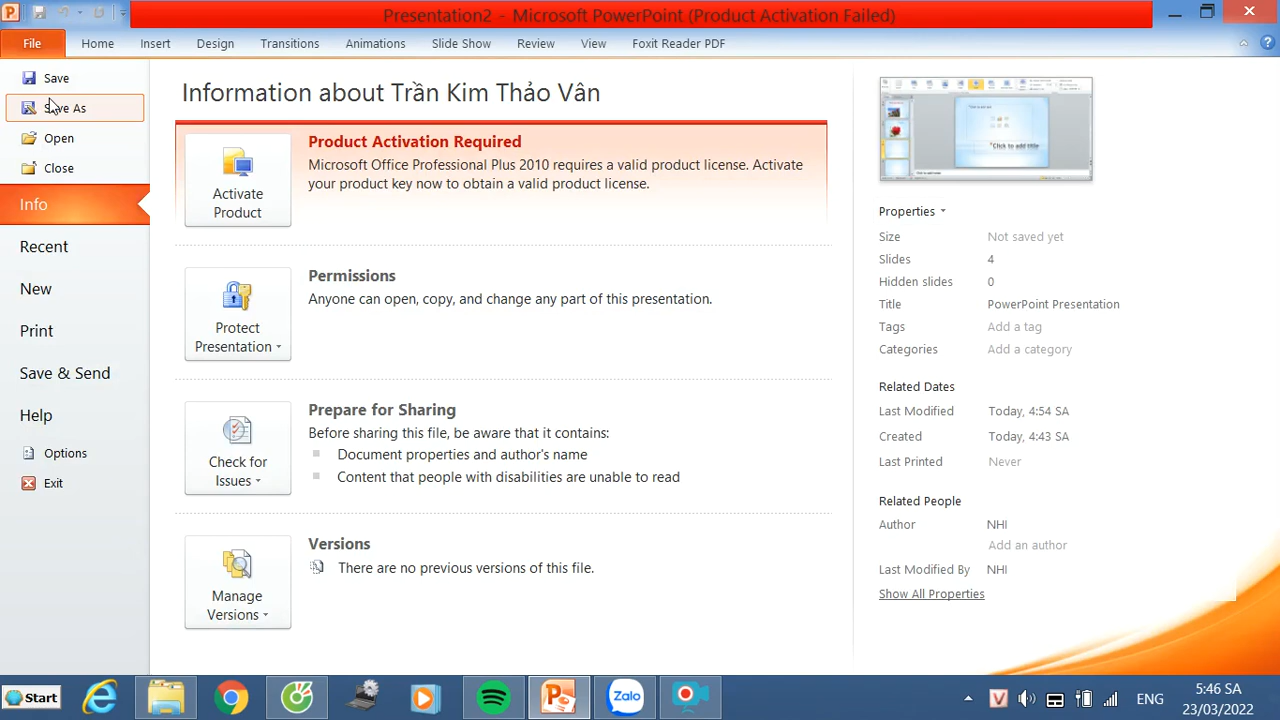 Presentation2 - Microsoft PowerPoint (Product Activation Failed)
File Home Insert Design Transitions Animations Slide Show Review View Foxit Reader PDF
Save
Save As
Open
Close
Info
Recent
New
Print
Save & Send
Help
Options
Exit
Information about Trần Kim Thảo Vân
Activate
Product
Product Activation Required
Microsoft Office Professional Plus 2010 requires a valid product license. Activate
your product key now to obtain a valid product license.
Protect
Presentation
Permissions
Anyone can open, copy, and change any part of this presentation.
Check for
Issues
Prepare for Sharing
Before sharing this file, be aware that it contains:
Document properties and author's name
Content that people with disabilities are unable to read
Manage
Versions
Versions
There are no previous versions of this file.
Click to add title
Properties
Size Not saved yet
Slides 4
Hidden slides 0
Title PowerPoint Presentation
Tags Add a tag
Categories Add a category
Related Dates
Last Modified Today, 4:54 SA
Created Today, 4:43 SA
Last Printed Never
Related People
Author NHI
Add an author
Last Modified By NHI
Show All Properties
Start
Zalo
ENG
5:46 SA
23/03/2022